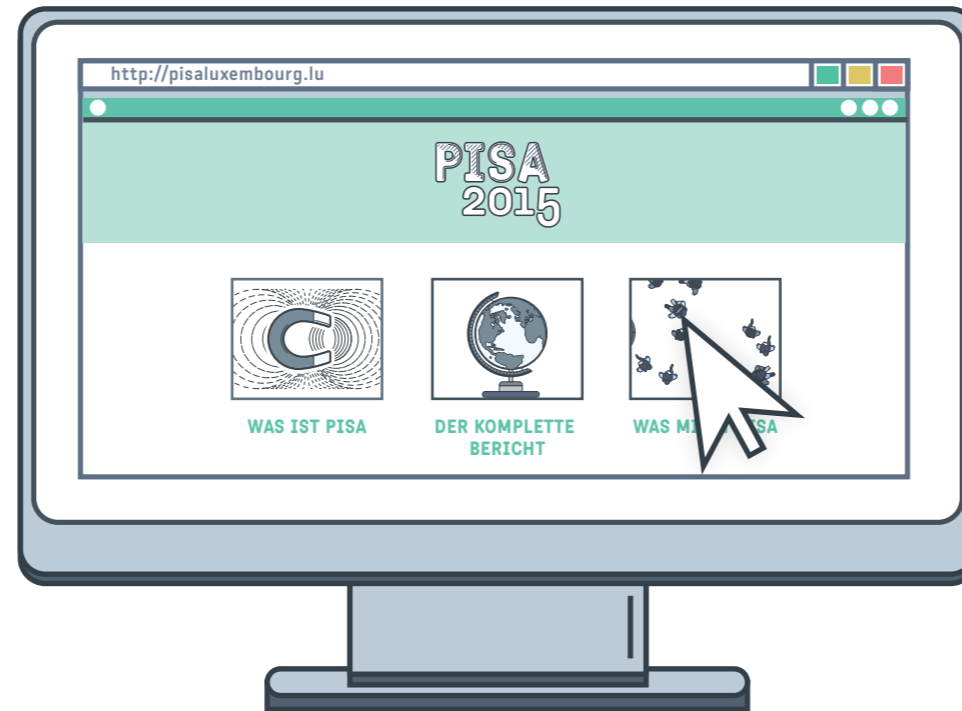 http://pisaluxembourg.lu
PISA
2015
WAS IST PISA
DER KOMPLETTE
BERICHT
WAS